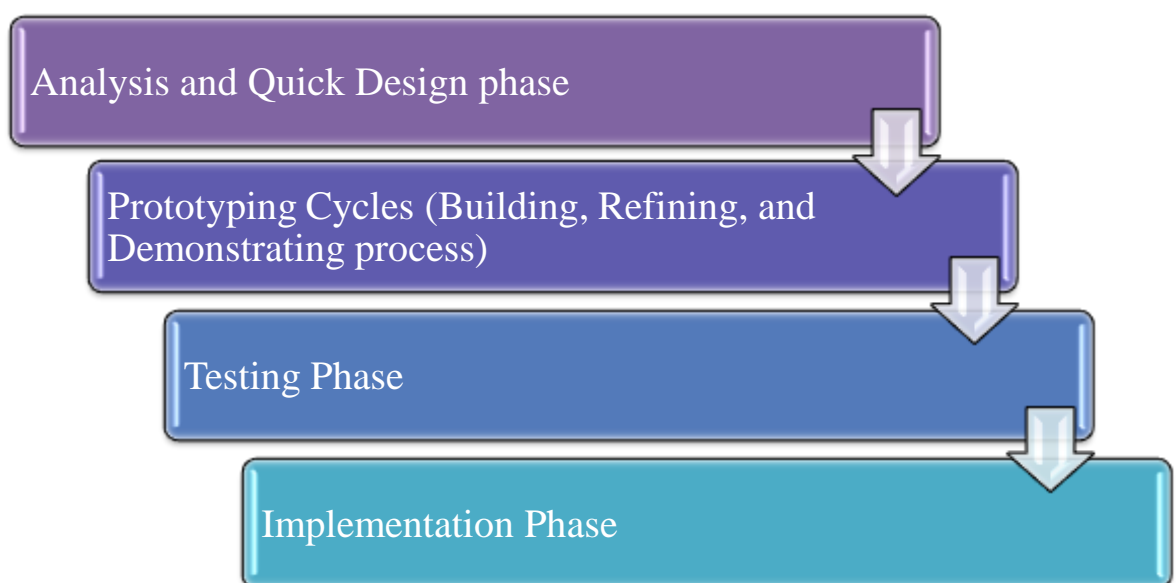 Analysis and Quick Design phase
Prototyping Cycles (Building, Refining, and
Demonstrating process)
Testing Phase
Implementation Phase